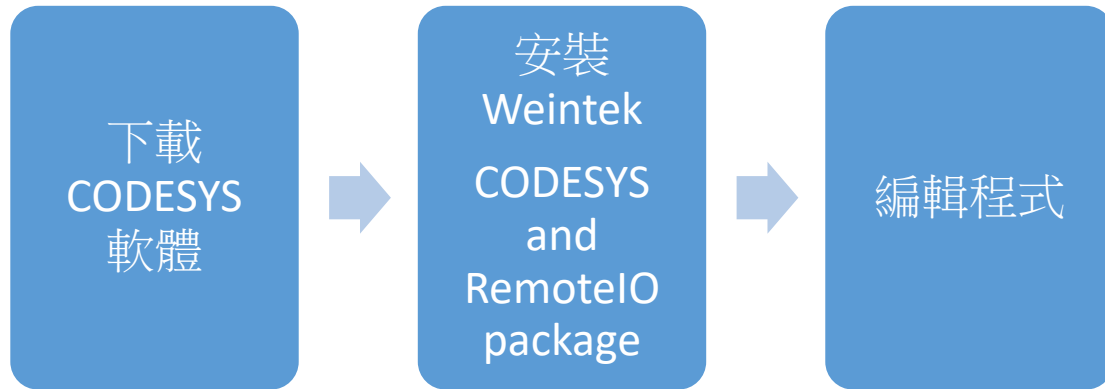 下載
CODESYS
軟體
安裝
Weintek
CODESYS
and
RemoteIO
package
編輯程式